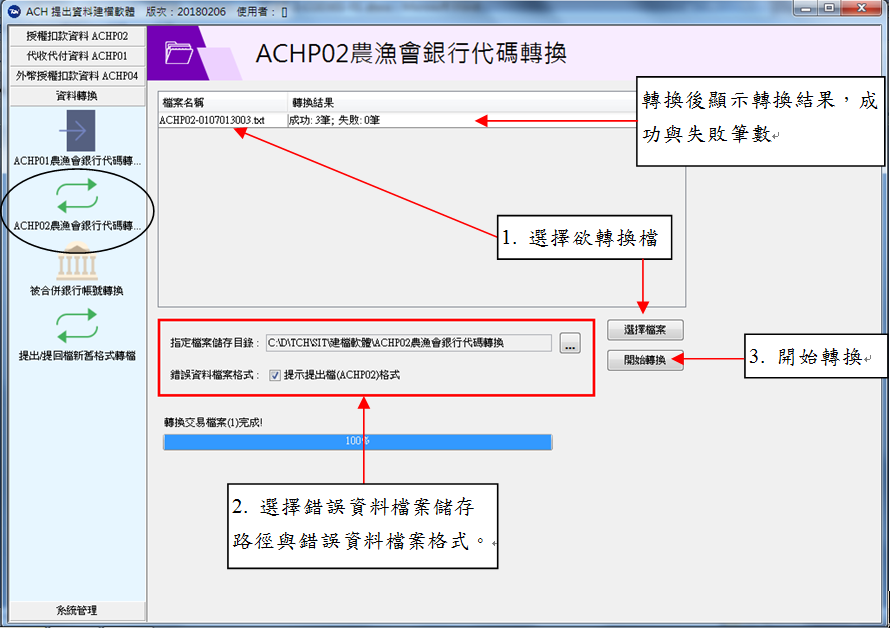 ACH 提出資料建檔軟體 版次：20180206 使用者： []
授權扣款資料 ACHP02
代收代付資料 ACHP01
外幣授權扣款資料 ACHP04
資料轉換
ACHP01農漁會銀行代碼轉...
ACHP02農漁會銀行代碼轉...
被合併銀行帳號轉換
提出/提回檔新舊格式轉檔
系統管理
ACHP02農漁會銀行代碼轉換
檔案名稱 轉換結果
ACHP02-0107013003.txt 成功: 3筆; 失敗: 0筆
轉換後顯示轉換結果，成
功與失敗筆數
1. 選擇欲轉換檔
指定檔案儲存目錄： C:\D\TCH\SIT\建檔軟體\ACHP02農漁會銀行代碼轉換 ...
錯誤資料檔案格式： 提示提出檔(ACHP02)格式
選擇檔案
開始轉換
3. 開始轉換
轉換交易檔案(1)完成!
100%
2. 選擇錯誤資料檔案儲存
路徑與錯誤資料檔案格式。